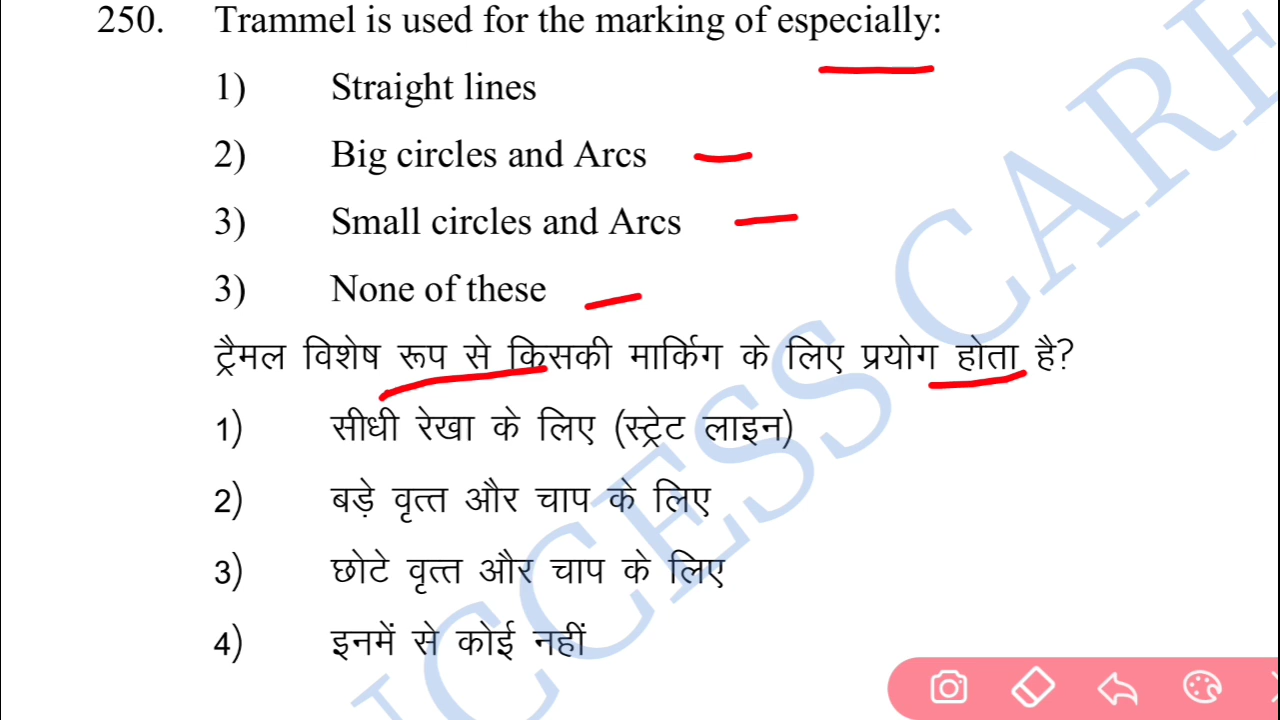 250. Trammel is used for the marking of especially:
1) Straight lines
2) Big circles and Arcs
3) Small circles and Arcs
3) None of these
ट्रैमल विशेष रूप से किसकी मार्किंग के लिए प्रयोग होता है?
1) सीधी रेखा के लिए (स्ट्रेट लाइन)
2) बड़े वृत्त और चाप के लिए
3) छोटे वृत्त और चाप के लिए
4) इनमें से कोई नहीं
CCESS CARE